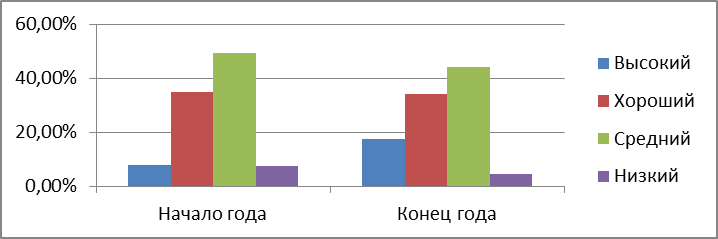 60,00%
40,00%
20,00%
0,00%
Начало года
Конец года
Высокий
Хороший
Средний
Низкий